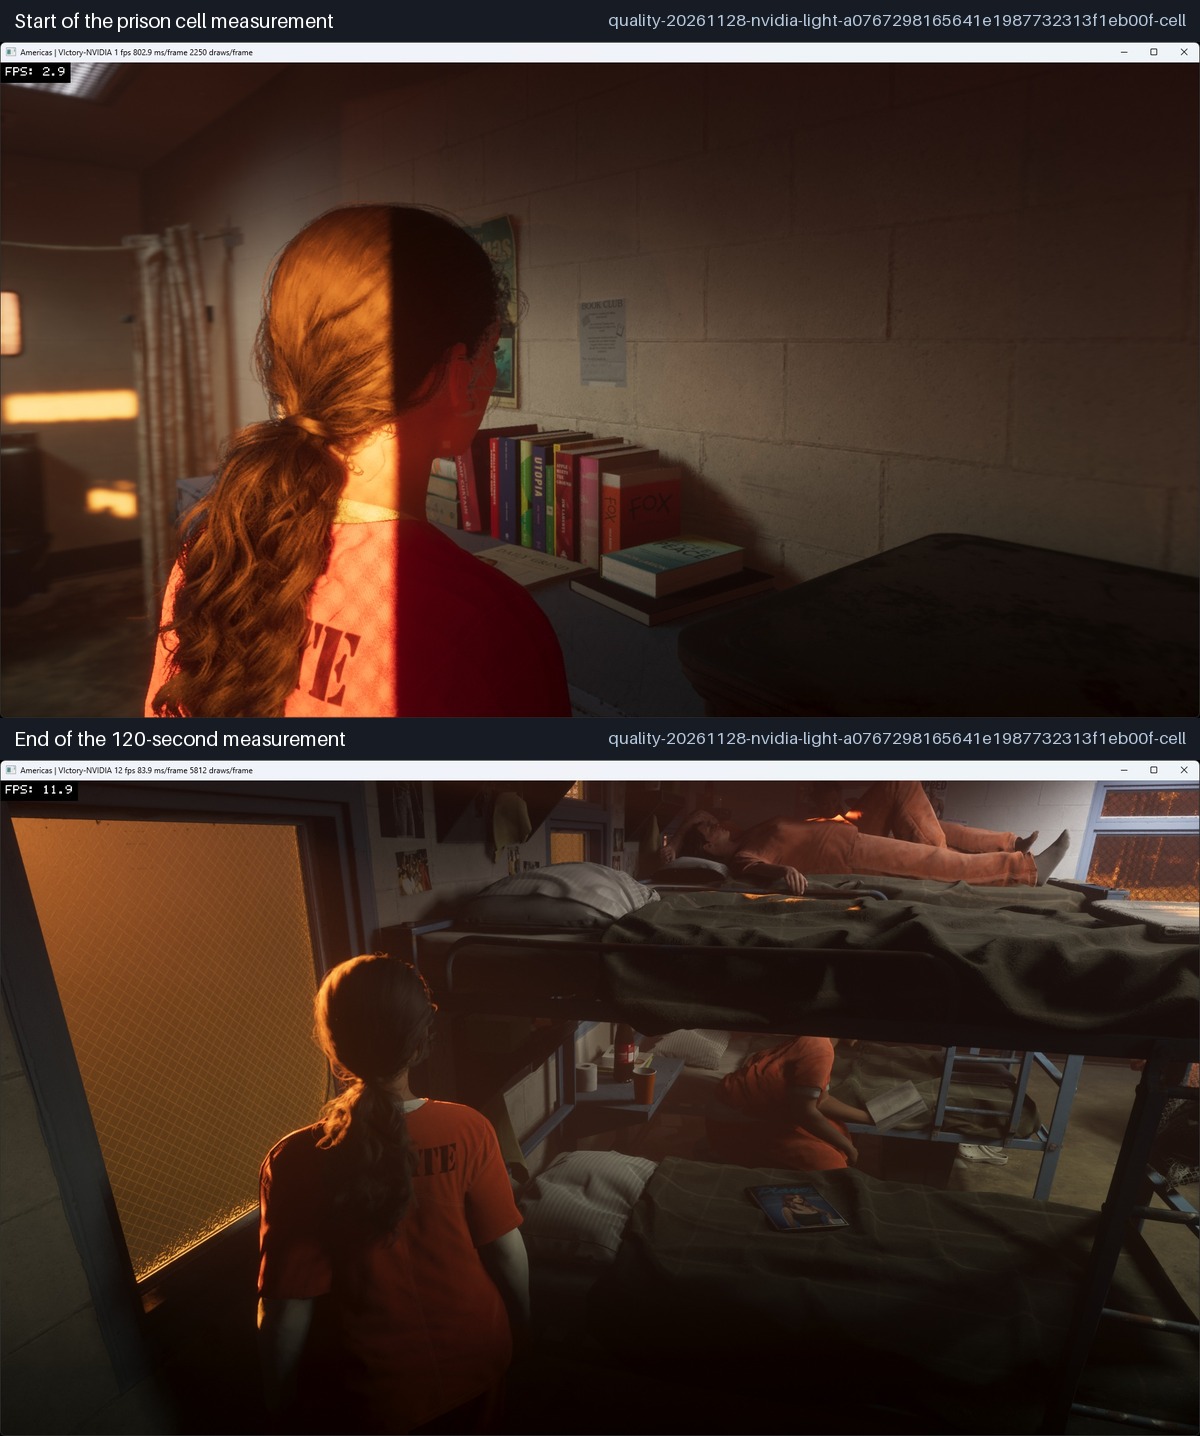 Start of the prison cell measurement
quality-20261128-nvidia-light-a0767298165641e1987732313f1eb00f-cell
Americas | VIctory-NVIDIA 1 fps 802.9 ms/frame 2250 draws/frame
FPS: 2.9
BOOK CLUB
UTOPIA
FOX
FOX
PEACE
TE
End of the 120-second measurement
quality-20261128-nvidia-light-a0767298165641e1987732313f1eb00f-cell
Americas | VIctory-NVIDIA 12 fps 83.9 ms/frame 5812 draws/frame
FPS: 11.9
TE